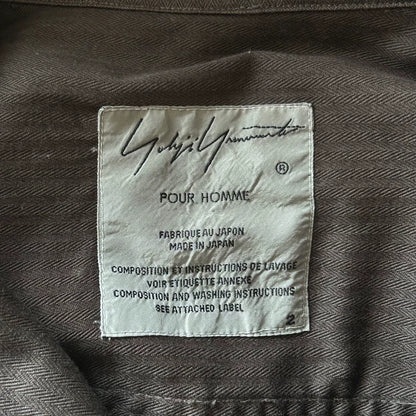 Yohji Yamamoto
®
POUR HOMME
FABRIQUE AU JAPON
MADE IN JAPAN
COMPOSITION ET INSTRUCTIONS DE LAVAGE
VOIR ETIQUETTE ANNEXE
COMPOSITION AND WASHING INSTRUCTIONS
SEE ATTACHED LABEL
2